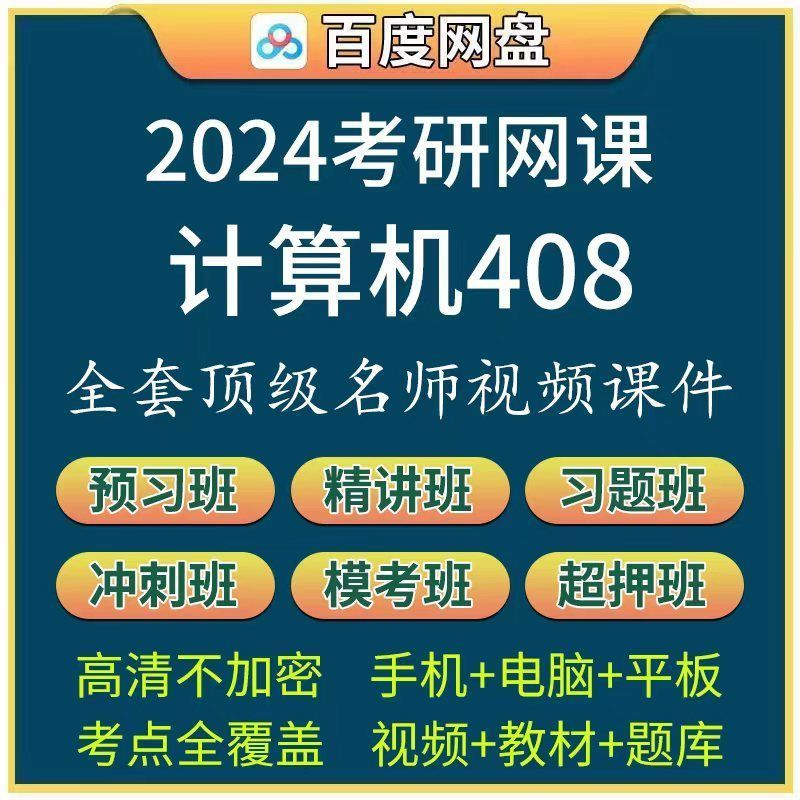 百度网盘
2024考研网课
计算机408
全套顶级名师视频课件
预习班 精讲班 习题班
冲刺班 模考班 超押班
高清不加密 手机+电脑+平板
考点全覆盖 视频+教材+题库